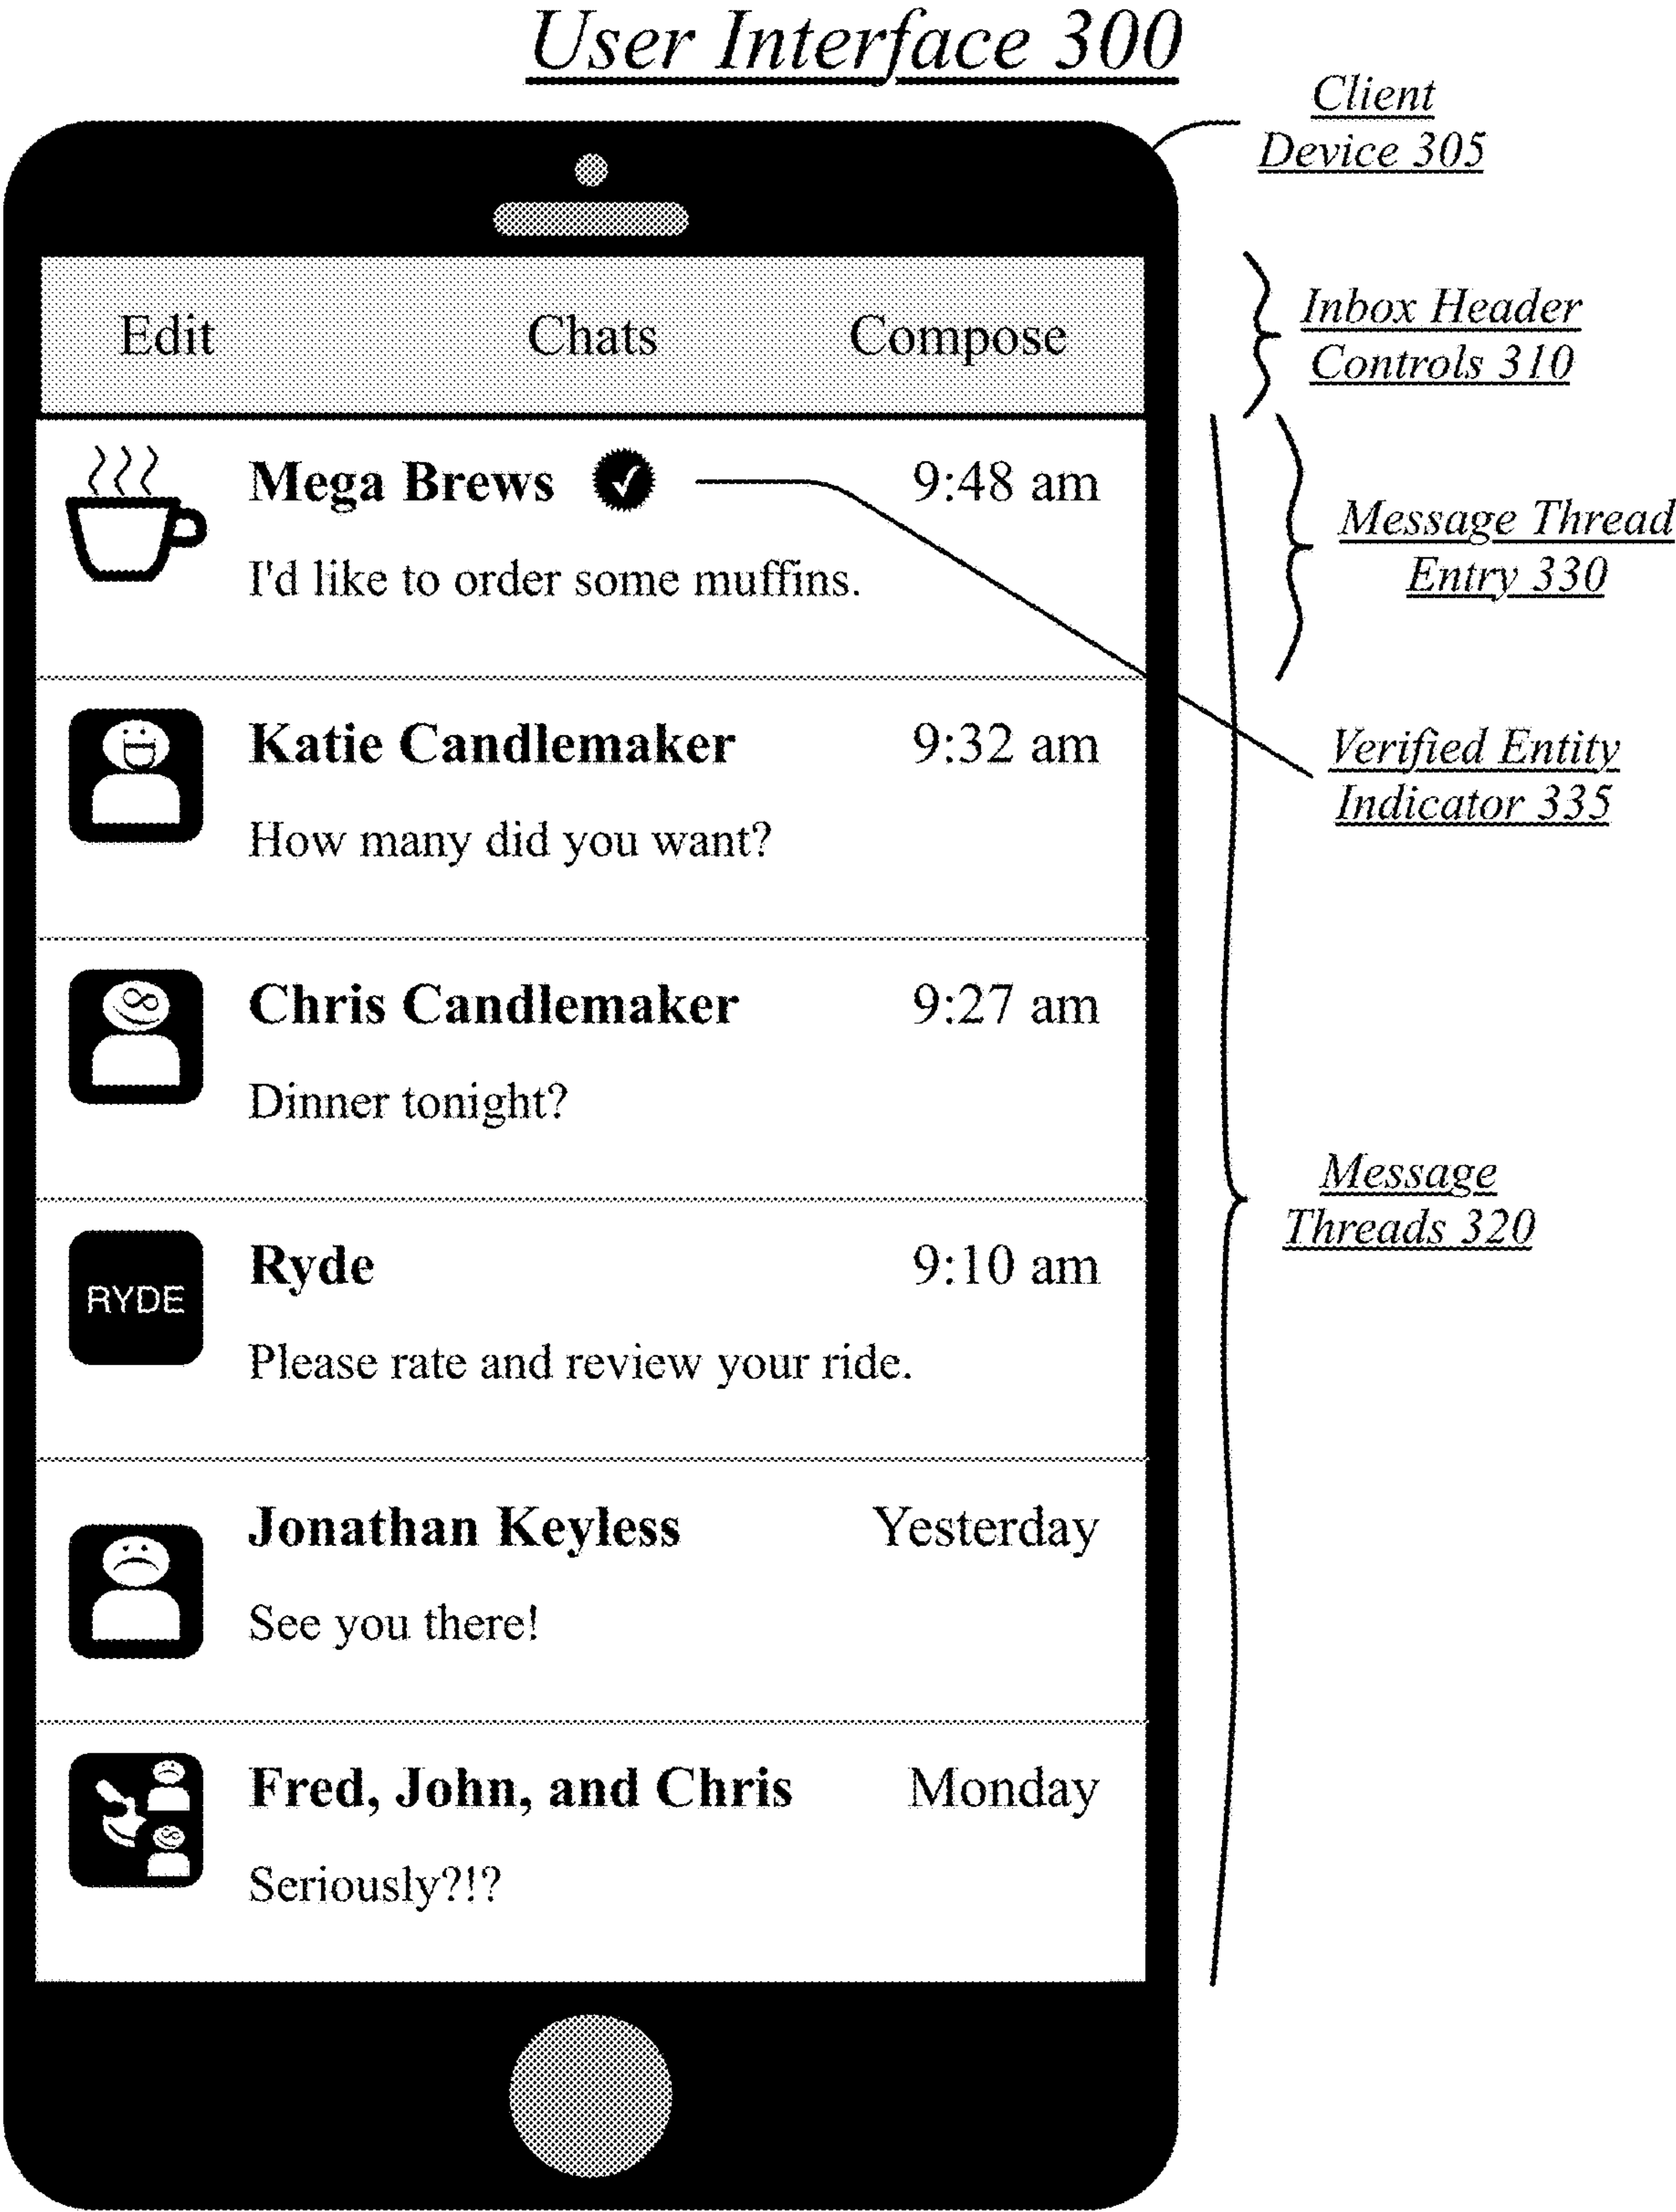 User Interface 300
Client
Device 305
Edit Chats Compose
Inbox Header
Controls 310
Mega Brews 9:48 am
I'd like to order some muffins.
Message Thread
Entry 330
Katie Candlemaker 9:32 am
How many did you want?
Verified Entity
Indicator 335
Chris Candlemaker 9:27 am
Dinner tonight?
Message
Threads 320
RYDE
Ryde 9:10 am
Please rate and review your ride.
Jonathan Keyless Yesterday
See you there!
Fred, John, and Chris Monday
Seriously?!?